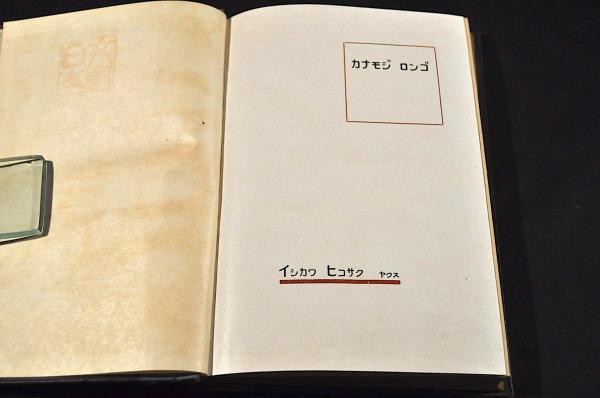 カナモジ ロンゴ
イシカワ ヒコサク ヤクス